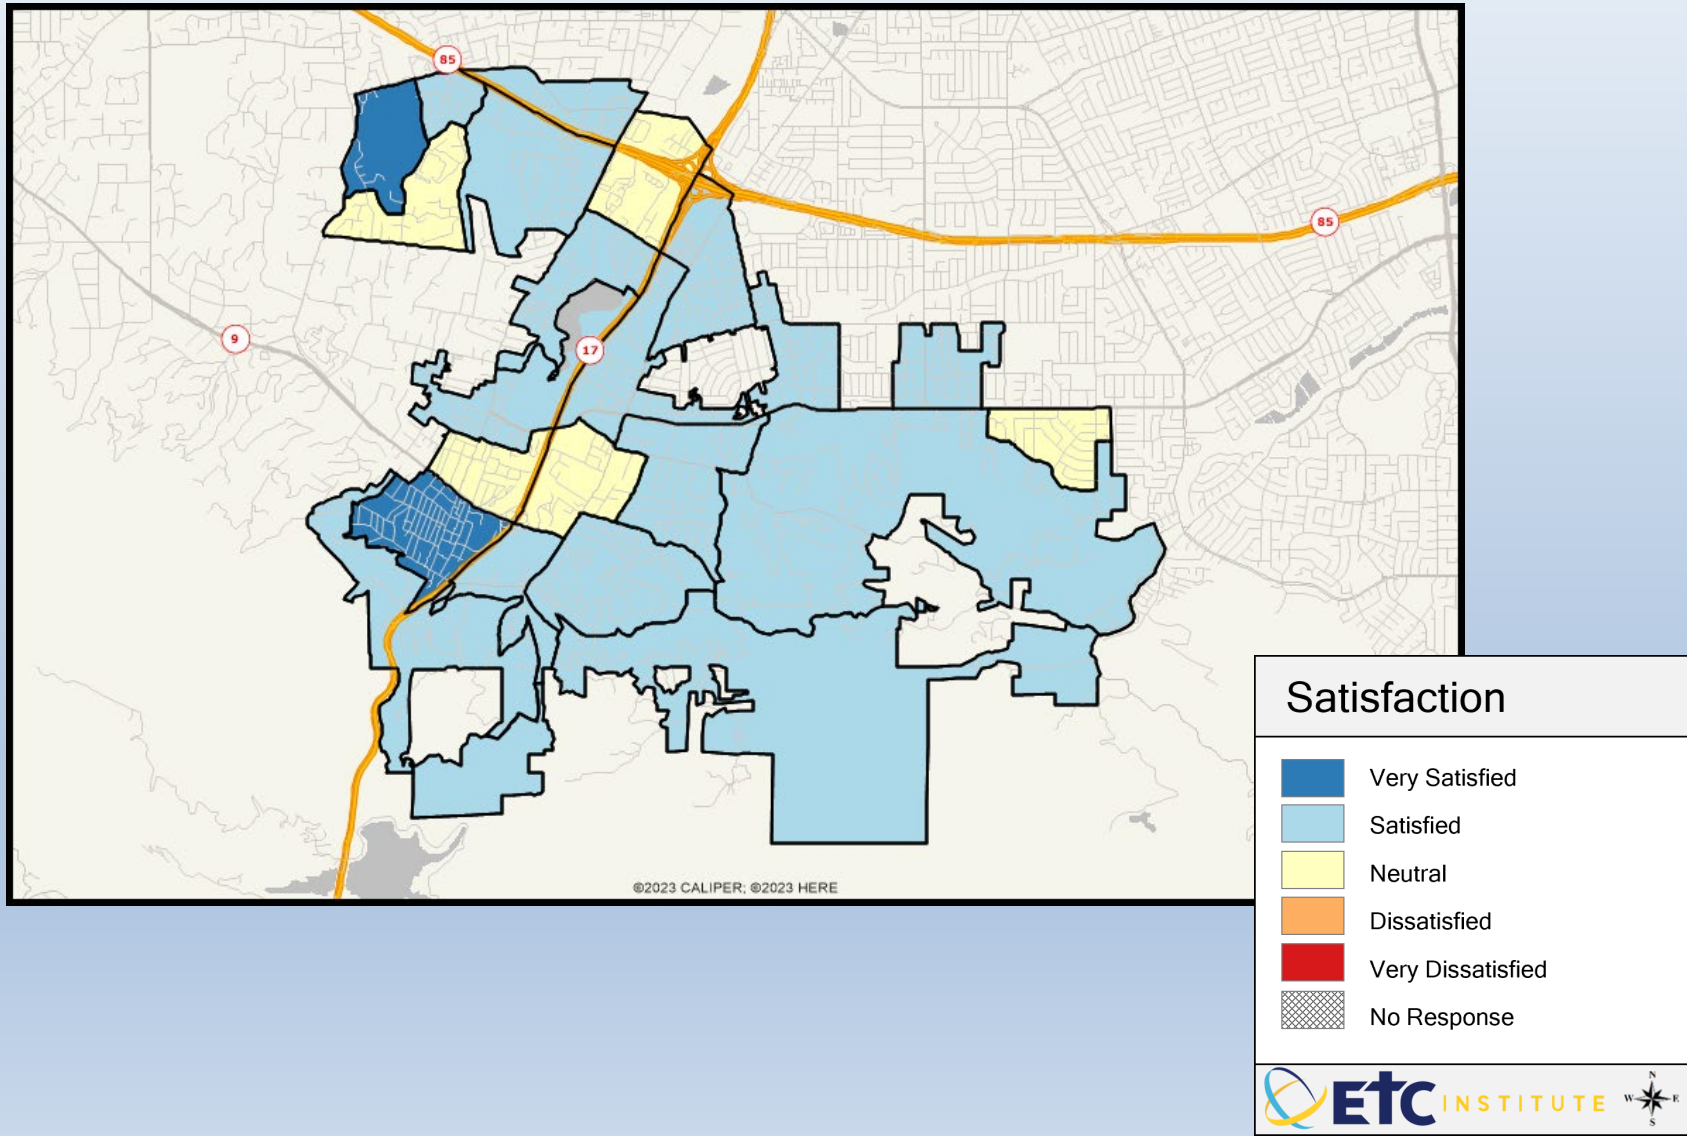 85
85
9
17
©2023 CALIPER; ©2023 HERE
Satisfaction
Very Satisfied
Satisfied
Neutral
Dissatisfied
Very Dissatisfied
No Response
ETC INSTITUTE
N
W E
S